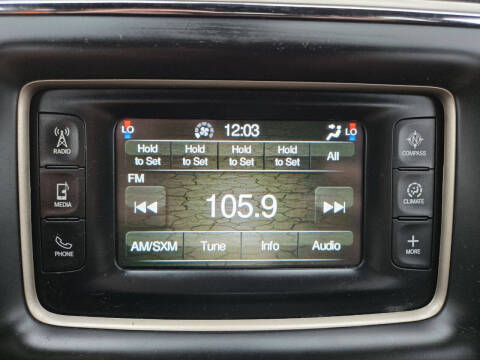 LO 12:03 LO
Hold to Set Hold to Set Hold to Set Hold to Set All
FM
105.9
AM/SXM Tune Info Audio
RADIO
MEDIA
PHONE
COMPASS
CLIMATE
MORE